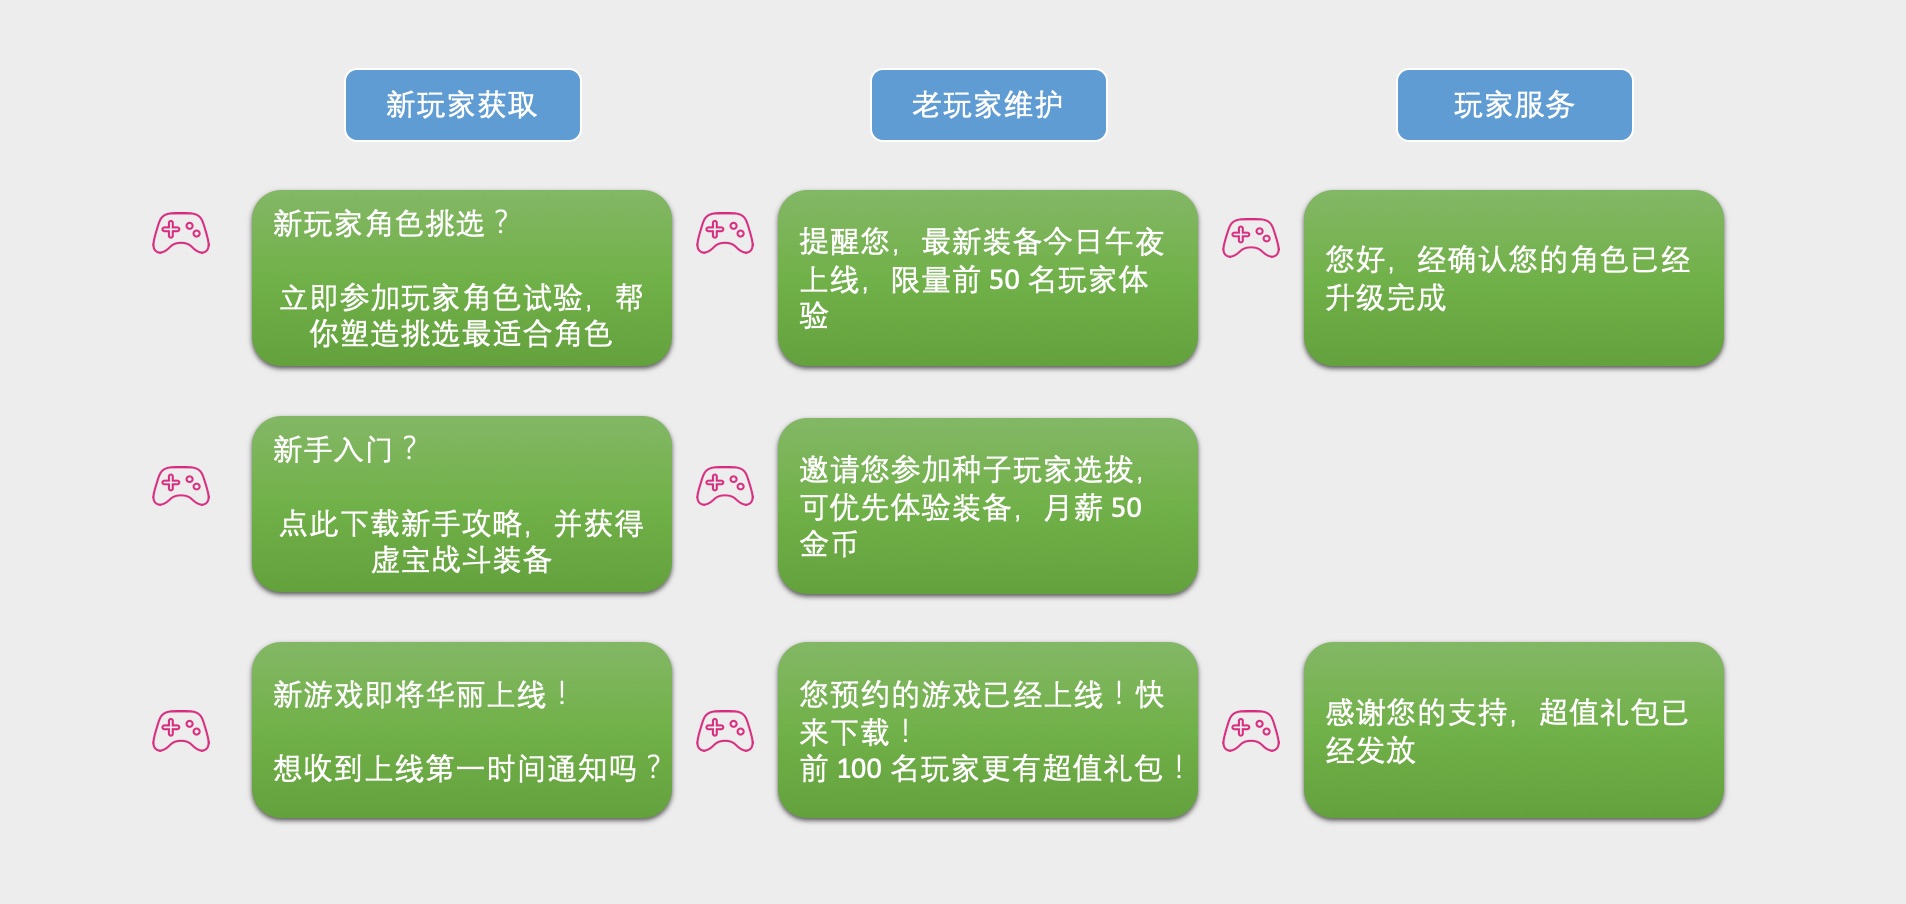 新玩家获取
老玩家维护
玩家服务
新玩家角色挑选？
立即参加玩家角色试验，帮
你塑造挑选最适合角色
提醒您，最新装备今日午夜
上线，限量前 50 名玩家体
验
您好，经确认您的角色已经
升级完成
新手入门？
点此下载新手攻略，并获得
虚宝战斗装备
邀请您参加种子玩家选拔，
可优先体验装备，月薪 50
金币
新游戏即将华丽上线！
想收到上线第一时间通知吗？
您预约的游戏已经上线！快
来下载！
前 100 名玩家更有超值礼包！
感谢您的支持，超值礼包已
经发放